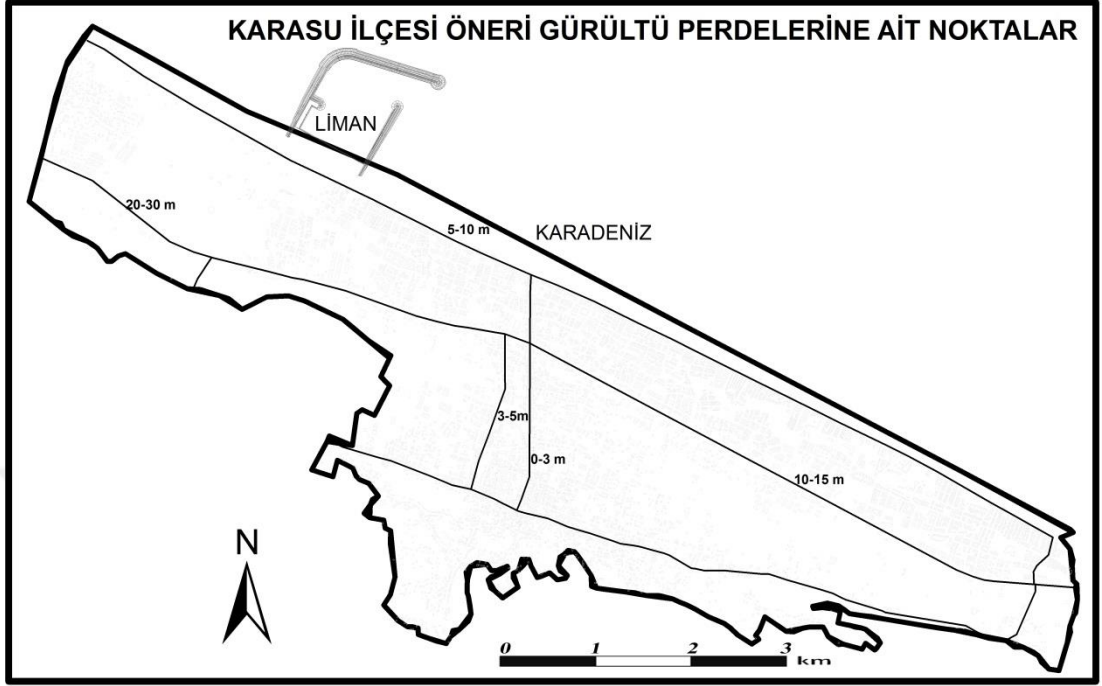 KARASU İLÇESİ ÖNERİ GÜRÜLTÜ PERDELERİNE AİT NOKTALAR
LİMAN
20-30 m
5-10 m
KARADENİZ
3-5m
0-3 m
10-15 m
N
0 1 2 3
km